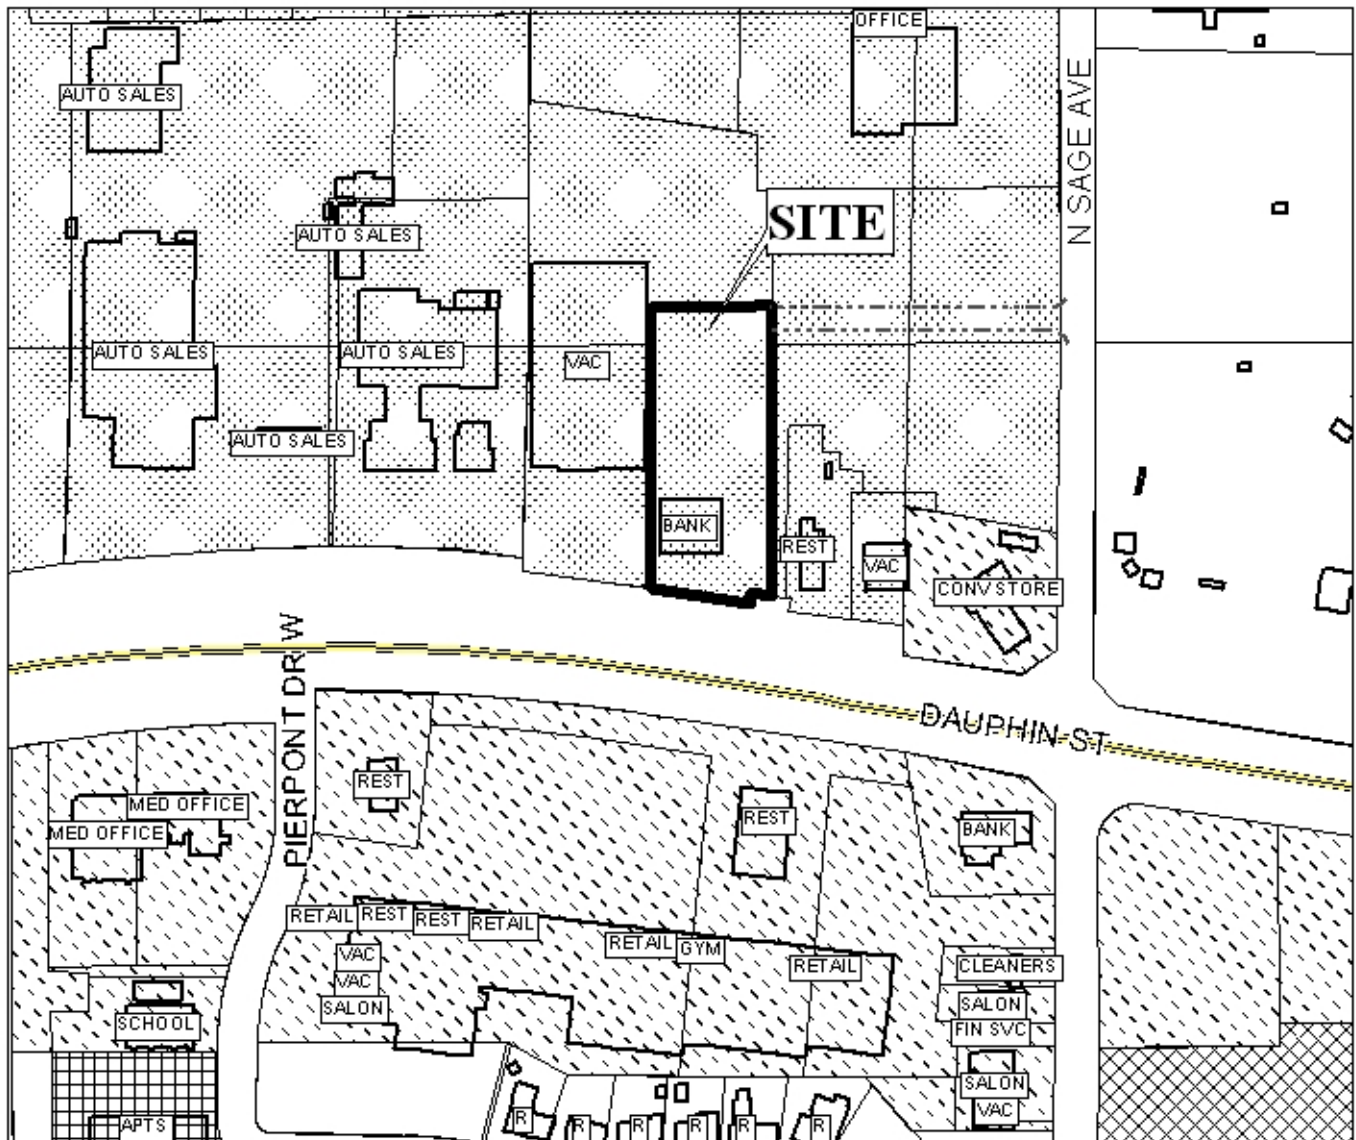 OFFICE
AUTO SALES
N SAGE AVE
SITE
AUTO SALES
AUTO SALES
AUTO SALES
VAC
AUTO SALES
BANK
REST
VAC
CONV STORE
PIERPONT DR W
DAUPHIN ST
REST
MED OFFICE
MED OFFICE
REST
BANK
RETAIL
REST
REST
RETAIL
RETAIL
GYM
RETAIL
VAC
VAC
SALON
CLEANERS
SALON
FIN SVC
SCHOOL
SALON
VAC
APTS
R
R
R
R
R